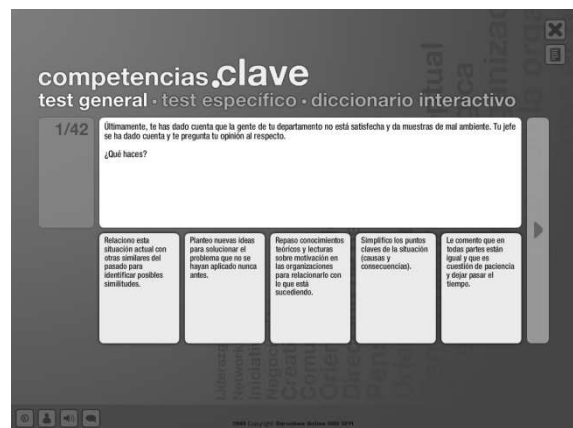 competencias.clave
test general · test específico · diccionario interactivo
1/42
Últimamente, te has dado cuenta que la gente de tu departamento no está satisfecha y da muestras de mal ambiente. Tu jefe
se ha dado cuenta y te pregunta tu opinión al respecto.
¿Qué haces?
Relaciono esta
situación actual con
otras similares del
pasado para
identificar posibles
similitudes.
Planteo nuevas ideas
para solucionar el
problema que no se
hayan aplicado nunca
antes.
Repaso conocimientos
teóricos y lecturas
sobre motivación en
las organizaciones
para relacionarlo con
lo que está
sucediendo.
Simplifico los puntos
claves de la situación
(causas y
consecuencias).
Le comento que en
todas partes están
igual y que es
cuestión de paciencia
y dejar pasar el
tiempo.